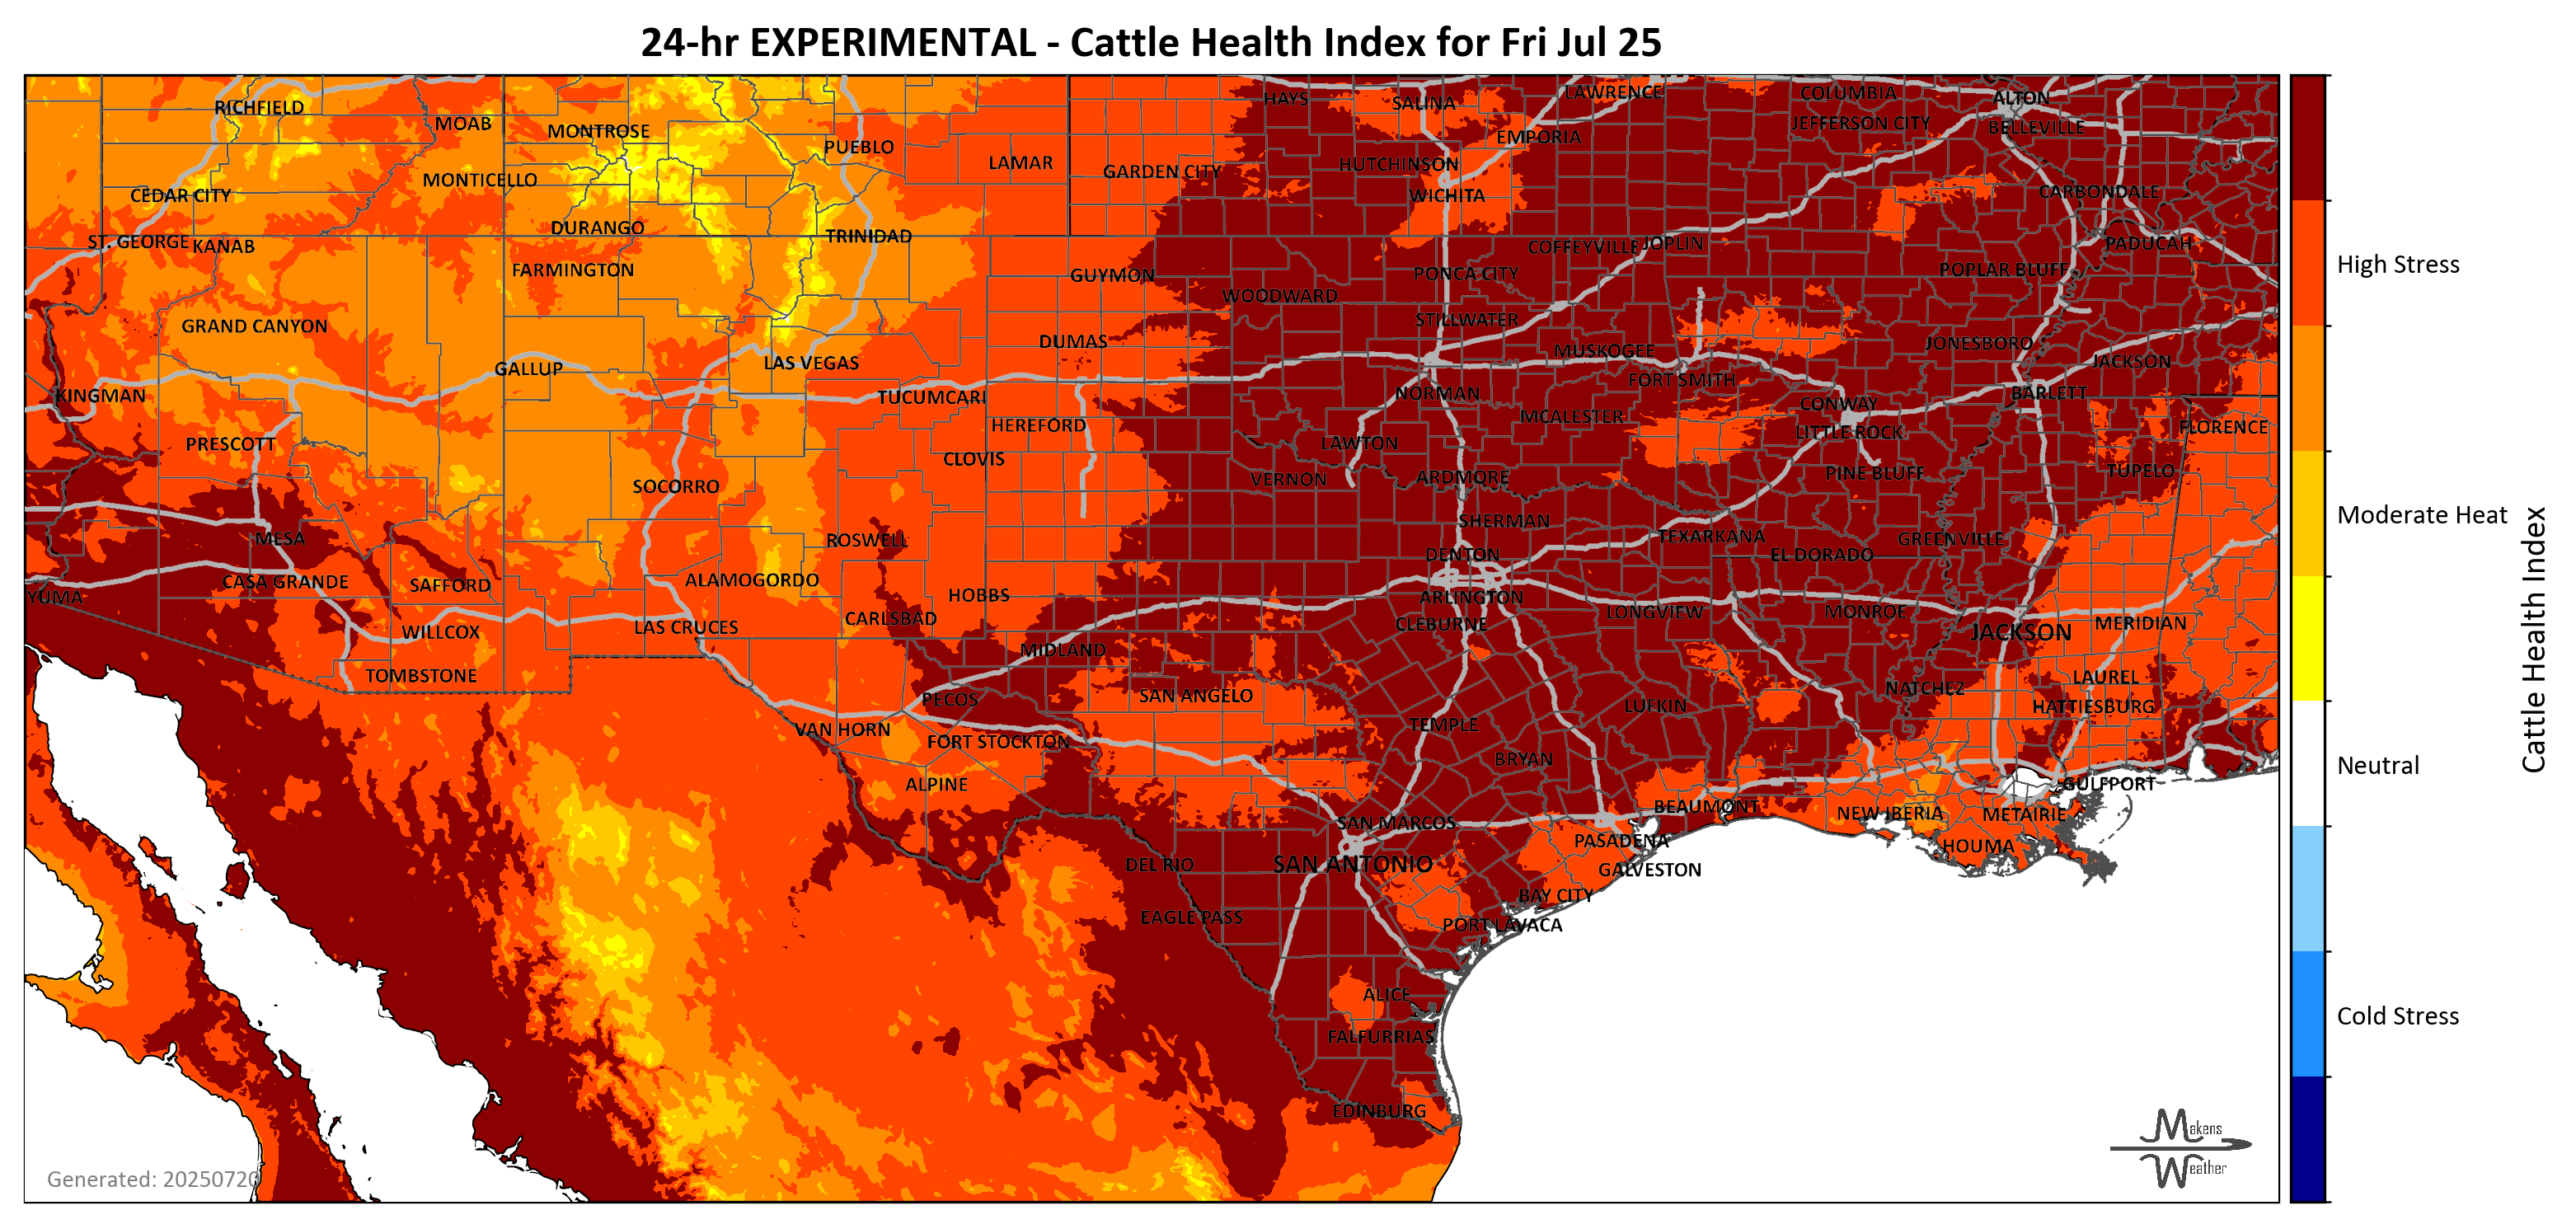 24-hr EXPERIMENTAL - Cattle Health Index for Fri Jul 25
RICHFIELD
MOAB
MONTROSE
PUEBLO
LAMAR
GARDEN CITY
HAYS
SALINA
LAWRENCE
EMPORIA
COLUMBIA
JEFFERSON CITY
ALTON
BELLEVILLE
HUTCHINSON
WICHITA
CARBONDALE
CEDAR CITY
MONTICELLO
DURANGO
TRINIDAD
ST. GEORGE
KANAB
COFFEYVILLE
JOPLIN
PADUCAH
FARMINGTON
GUYMON
PONCA CITY
POPLAR BLUFF
WOODWARD
GRAND CANYON
STILLWATER
DUMAS
MUSKOGEE
JONESBORO
JACKSON
LAS VEGAS
GALLUP
FORT SMITH
KINGMAN
TUCUMCARI
NORMAN
BARLETT
CONWAY
MCALESTER
HEREFORD
LITTLE ROCK
FLORENCE
PRESCOTT
LAWTON
CLOVIS
PINE BLUFF
TUPELO
SOCORRO
VERNON
ARDMORE
SHERMAN
TEXARKANA
GREENVILLE
MESA
ROSWELL
DENTON
EL DORADO
CASA GRANDE
SAFFORD
ALAMOGORDO
YUMA
HOBBS
ARLINGTON
LONGVIEW
MONROE
CARLSBAD
CLEBURNE
MERIDIAN
WILLCOX
LAS CRUCES
JACKSON
MIDLAND
TOMBSTONE
LAUREL
PECOS
SAN ANGELO
NATCHEZ
LUFKIN
HATTIESBURG
VAN HORN
TEMPLE
FORT STOCKTON
BRYAN
ALPINE
GULFPORT
BEAUMONT
NEW IBERIA
METAIRIE
SAN MARCOS
PASADENA
HOUMA
DEL RIO
SAN ANTONIO
GALVESTON
BAY CITY
EAGLE PASS
PORT LAVACA
ALICE
FALFURRIAS
EDINBURG
Generated: 20250720
Makens
Weather
High Stress
Moderate Heat
Neutral
Cold Stress
Cattle Health Index